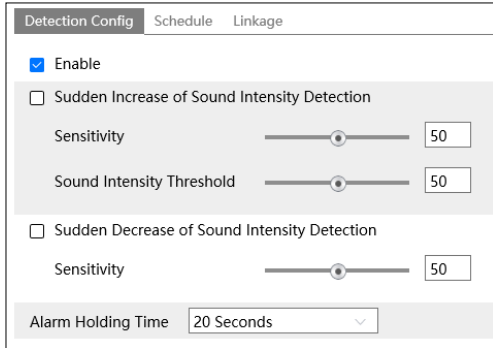 Detection Config Schedule Linkage
Enable
Sudden Increase of Sound Intensity Detection
Sensitivity 50
Sound Intensity Threshold 50
Sudden Decrease of Sound Intensity Detection
Sensitivity 50
Alarm Holding Time 20 Seconds